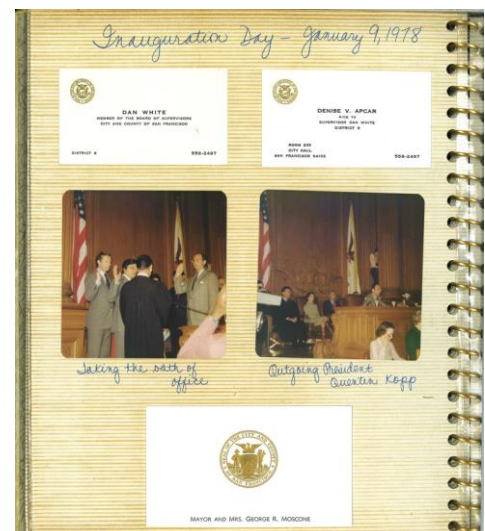 Inauguration Day - January 9, 1978
DAN WHITE
MEMBER OF THE BOARD OF SUPERVISORS
CITY AND COUNTY OF SAN FRANCISCO
DISTRICT 8
558-2487
DENISE V. APCAR
AIDE TO
SUPERVISOR DAN WHITE
DISTRICT 8
ROOM 237
CITY HALL
SAN FRANCISCO 94102
558-2487
Taking the oath of
office
Outgoing President
Quentin Kopp
MAYOR AND MRS. GEORGE R. MOSCONE